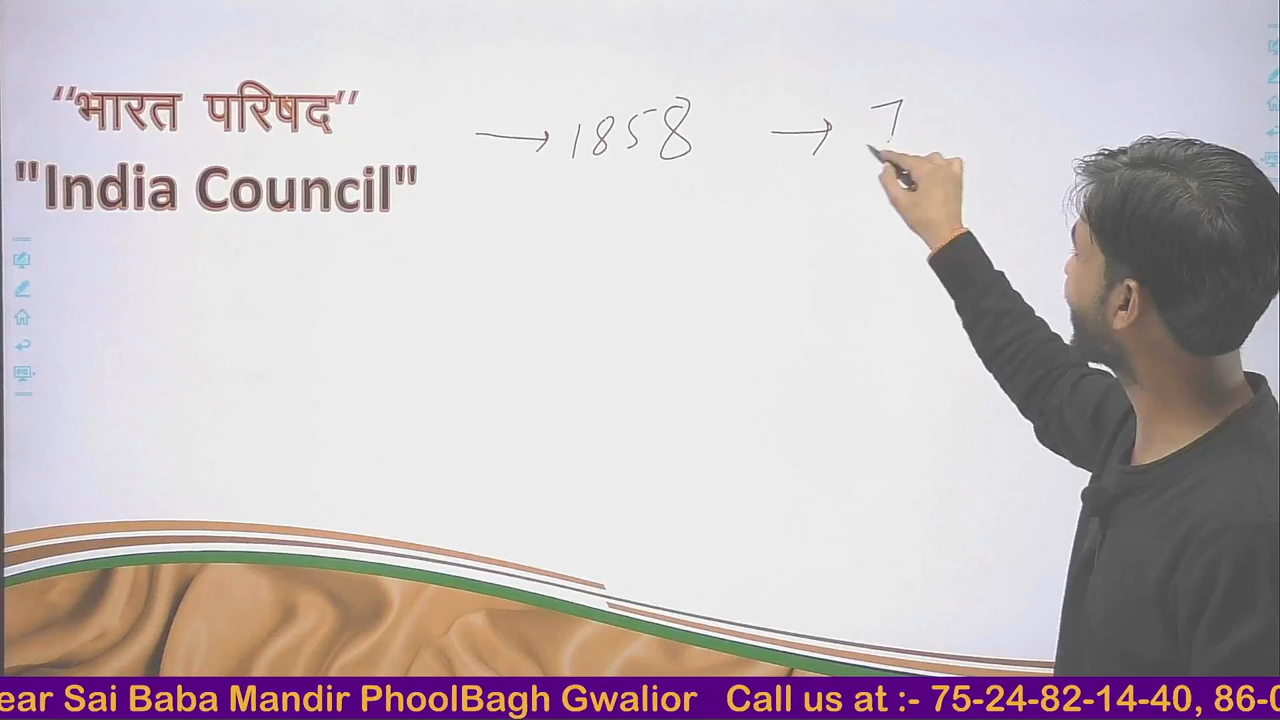 “भारत परिषद”
→ 1858 → 7
"India Council"
ear Sai Baba Mandir PhoolBagh Gwalior Call us at :- 75-24-82-14-40, 86-0